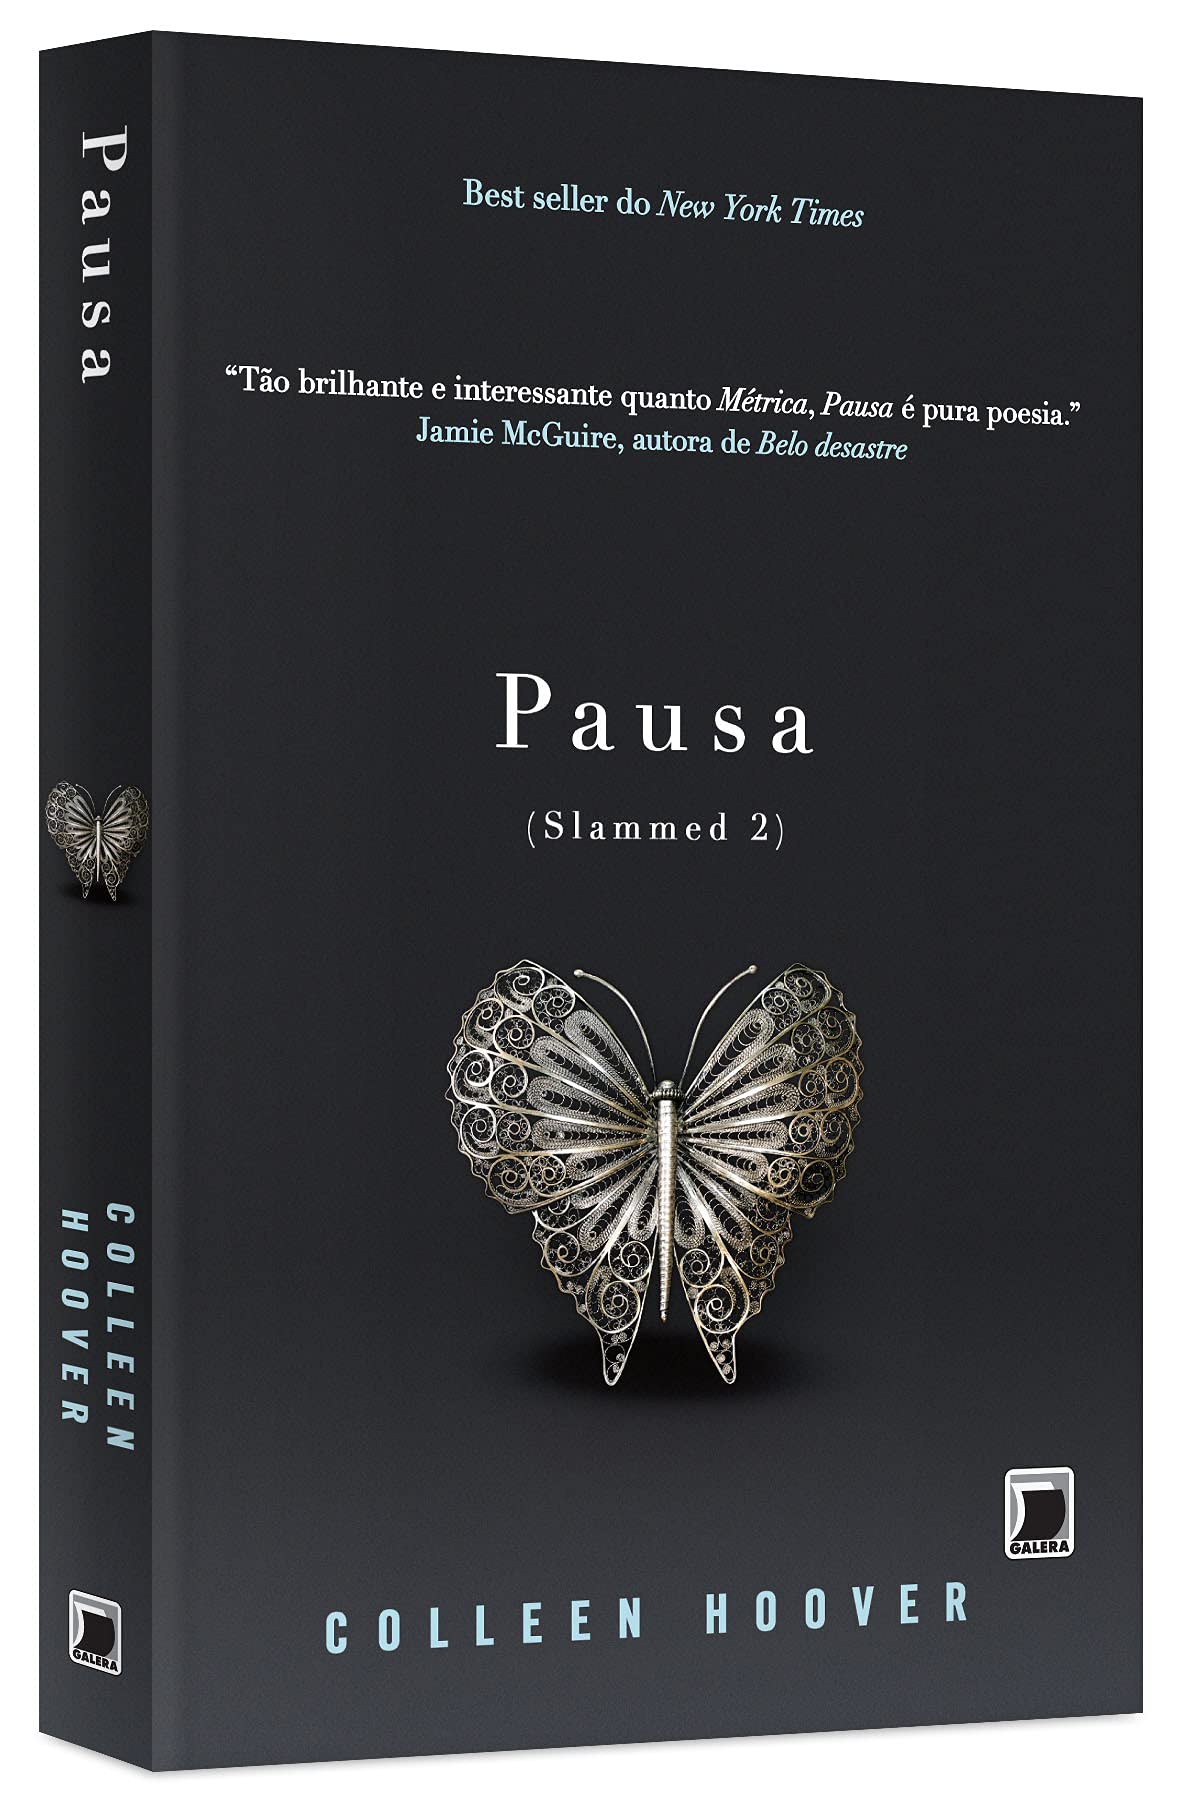 Pausa
COLLEEN
HOOVER
GALERA
Best seller do New York Times
“Tão brilhante e interessante quanto Métrica, Pausa é pura poesia.”
Jamie McGuire, autora de Belo desastre
Pausa
(Slammed 2)
GALERA
COLLEEN HOOVER